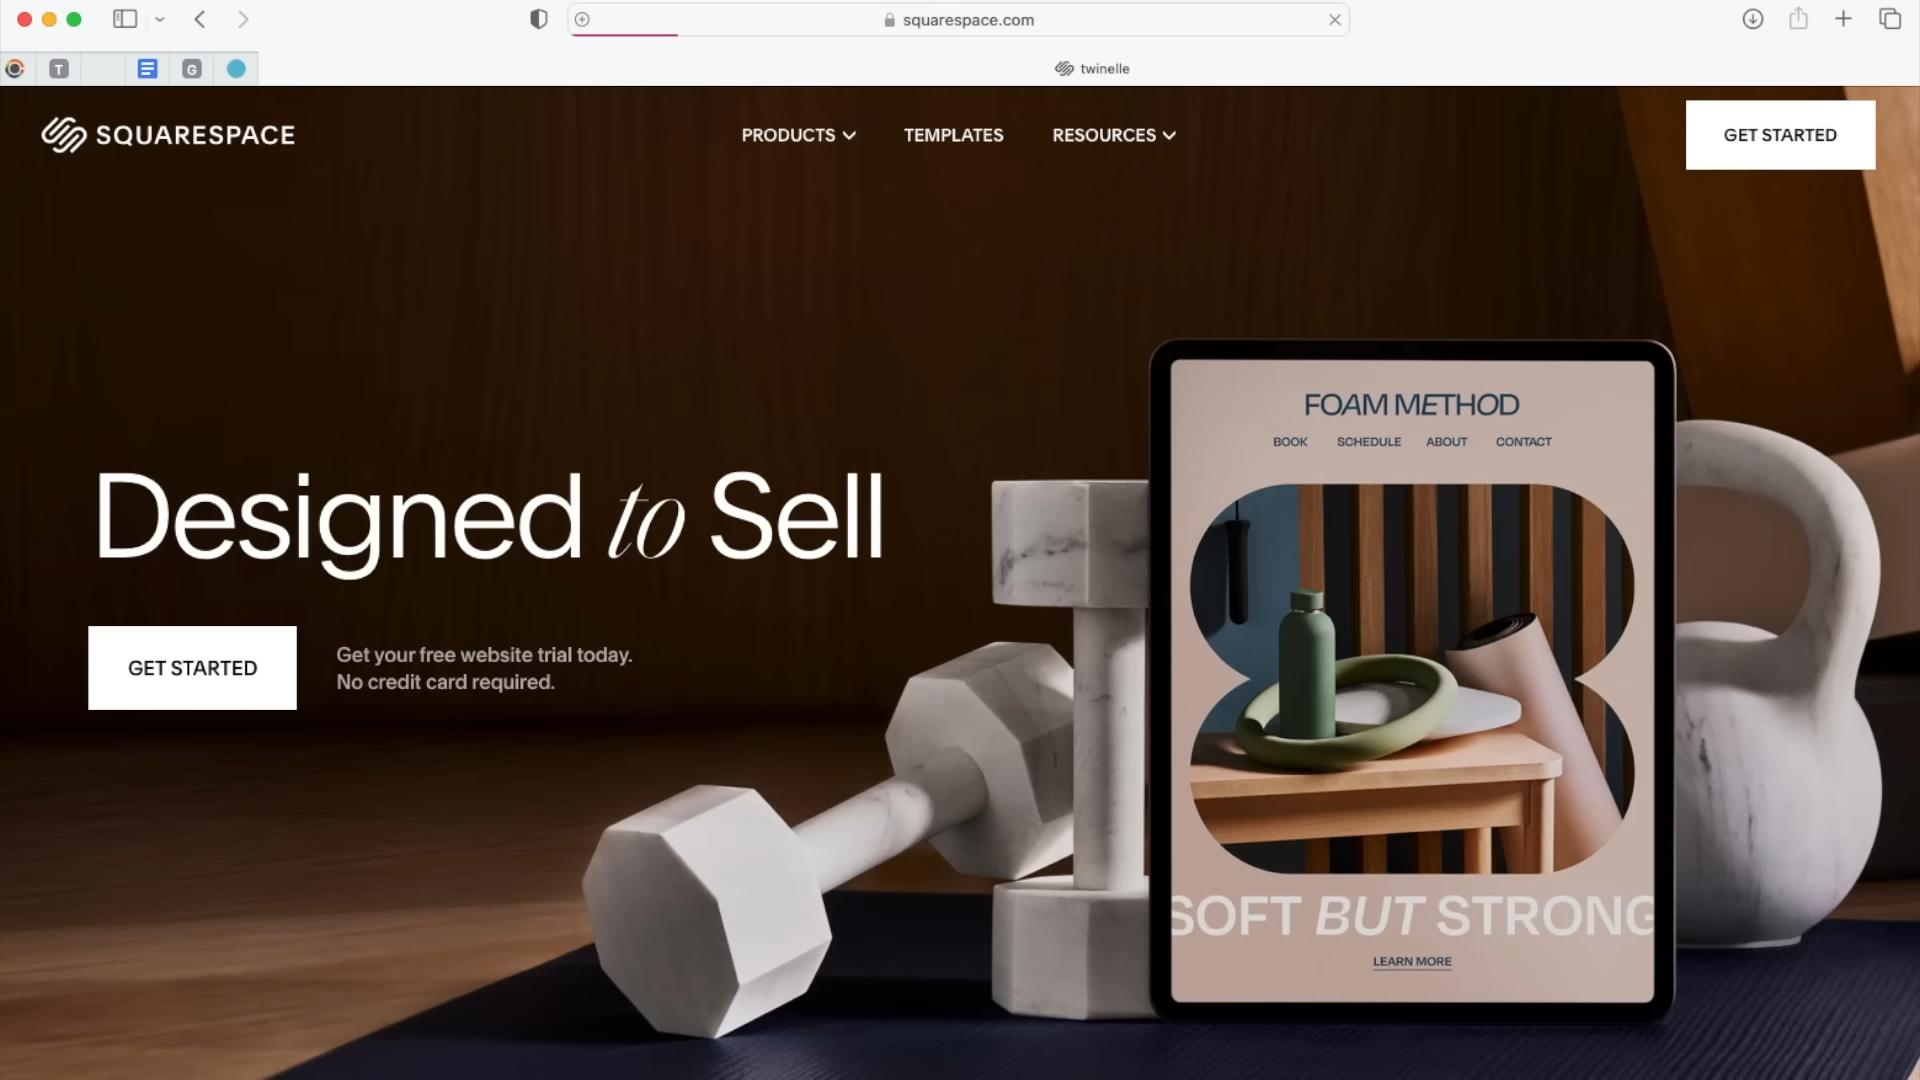 squarespace.com
T
G
twinelle
SQUARESPACE
PRODUCTS
TEMPLATES
RESOURCES
GET STARTED
Designed to Sell
GET STARTED
Get your free website trial today.
No credit card required.
FOAM METHOD
BOOK
SCHEDULE
ABOUT
CONTACT
SOFT BUT STRONG
LEARN MORE